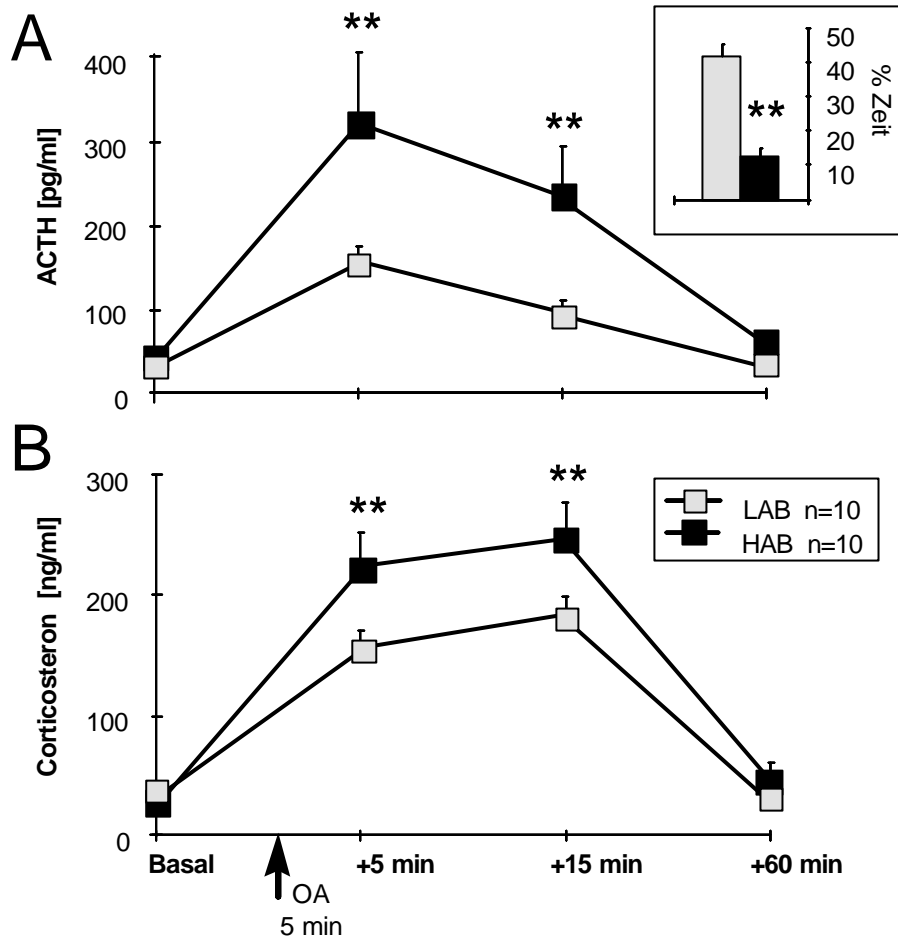 A
**
**
400
300
200
100
0
ACTH [pg/ml]
50
40
30
20
10
% Zeit
**
B
300
200
100
0
Corticosteron [ng/ml]
**
**
LAB n=10
HAB n=10
Basal
+5 min
+15 min
+60 min
OA
5 min